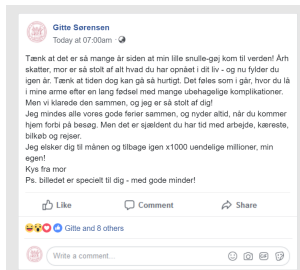 Gitte Sørensen
Today at 07:00am ·
Tænk at det er så mange år siden at min lille snulle-gøj kom til verden! Årh
skatter, mor er så stolt af alt hvad du har opnået i dit liv - og nu fylder du
igen år. Tænk at tiden dog kan gå så hurtigt. Det føles som i går, hvor du lå
i mine arme efter en lang fødsel med mange ubehagelige komplikationer.
Men vi klarede den sammen, og jeg er så stolt af dig!
Jeg mindes alle vores gode ferier sammen, og nyder altid, når du kommer
hjem forbi på besøg. Men det er sjældent du har tid med arbejde, kæreste,
bilkøb og rejser.
Jeg elsker dig til månen og tilbage igen x1000 uendelige millioner, min
egen!
Kys fra mor
Ps. billedet er specielt til dig - med gode minder!
Like
Comment
Share
Gitte and 8 others
Write a comment...
GIF